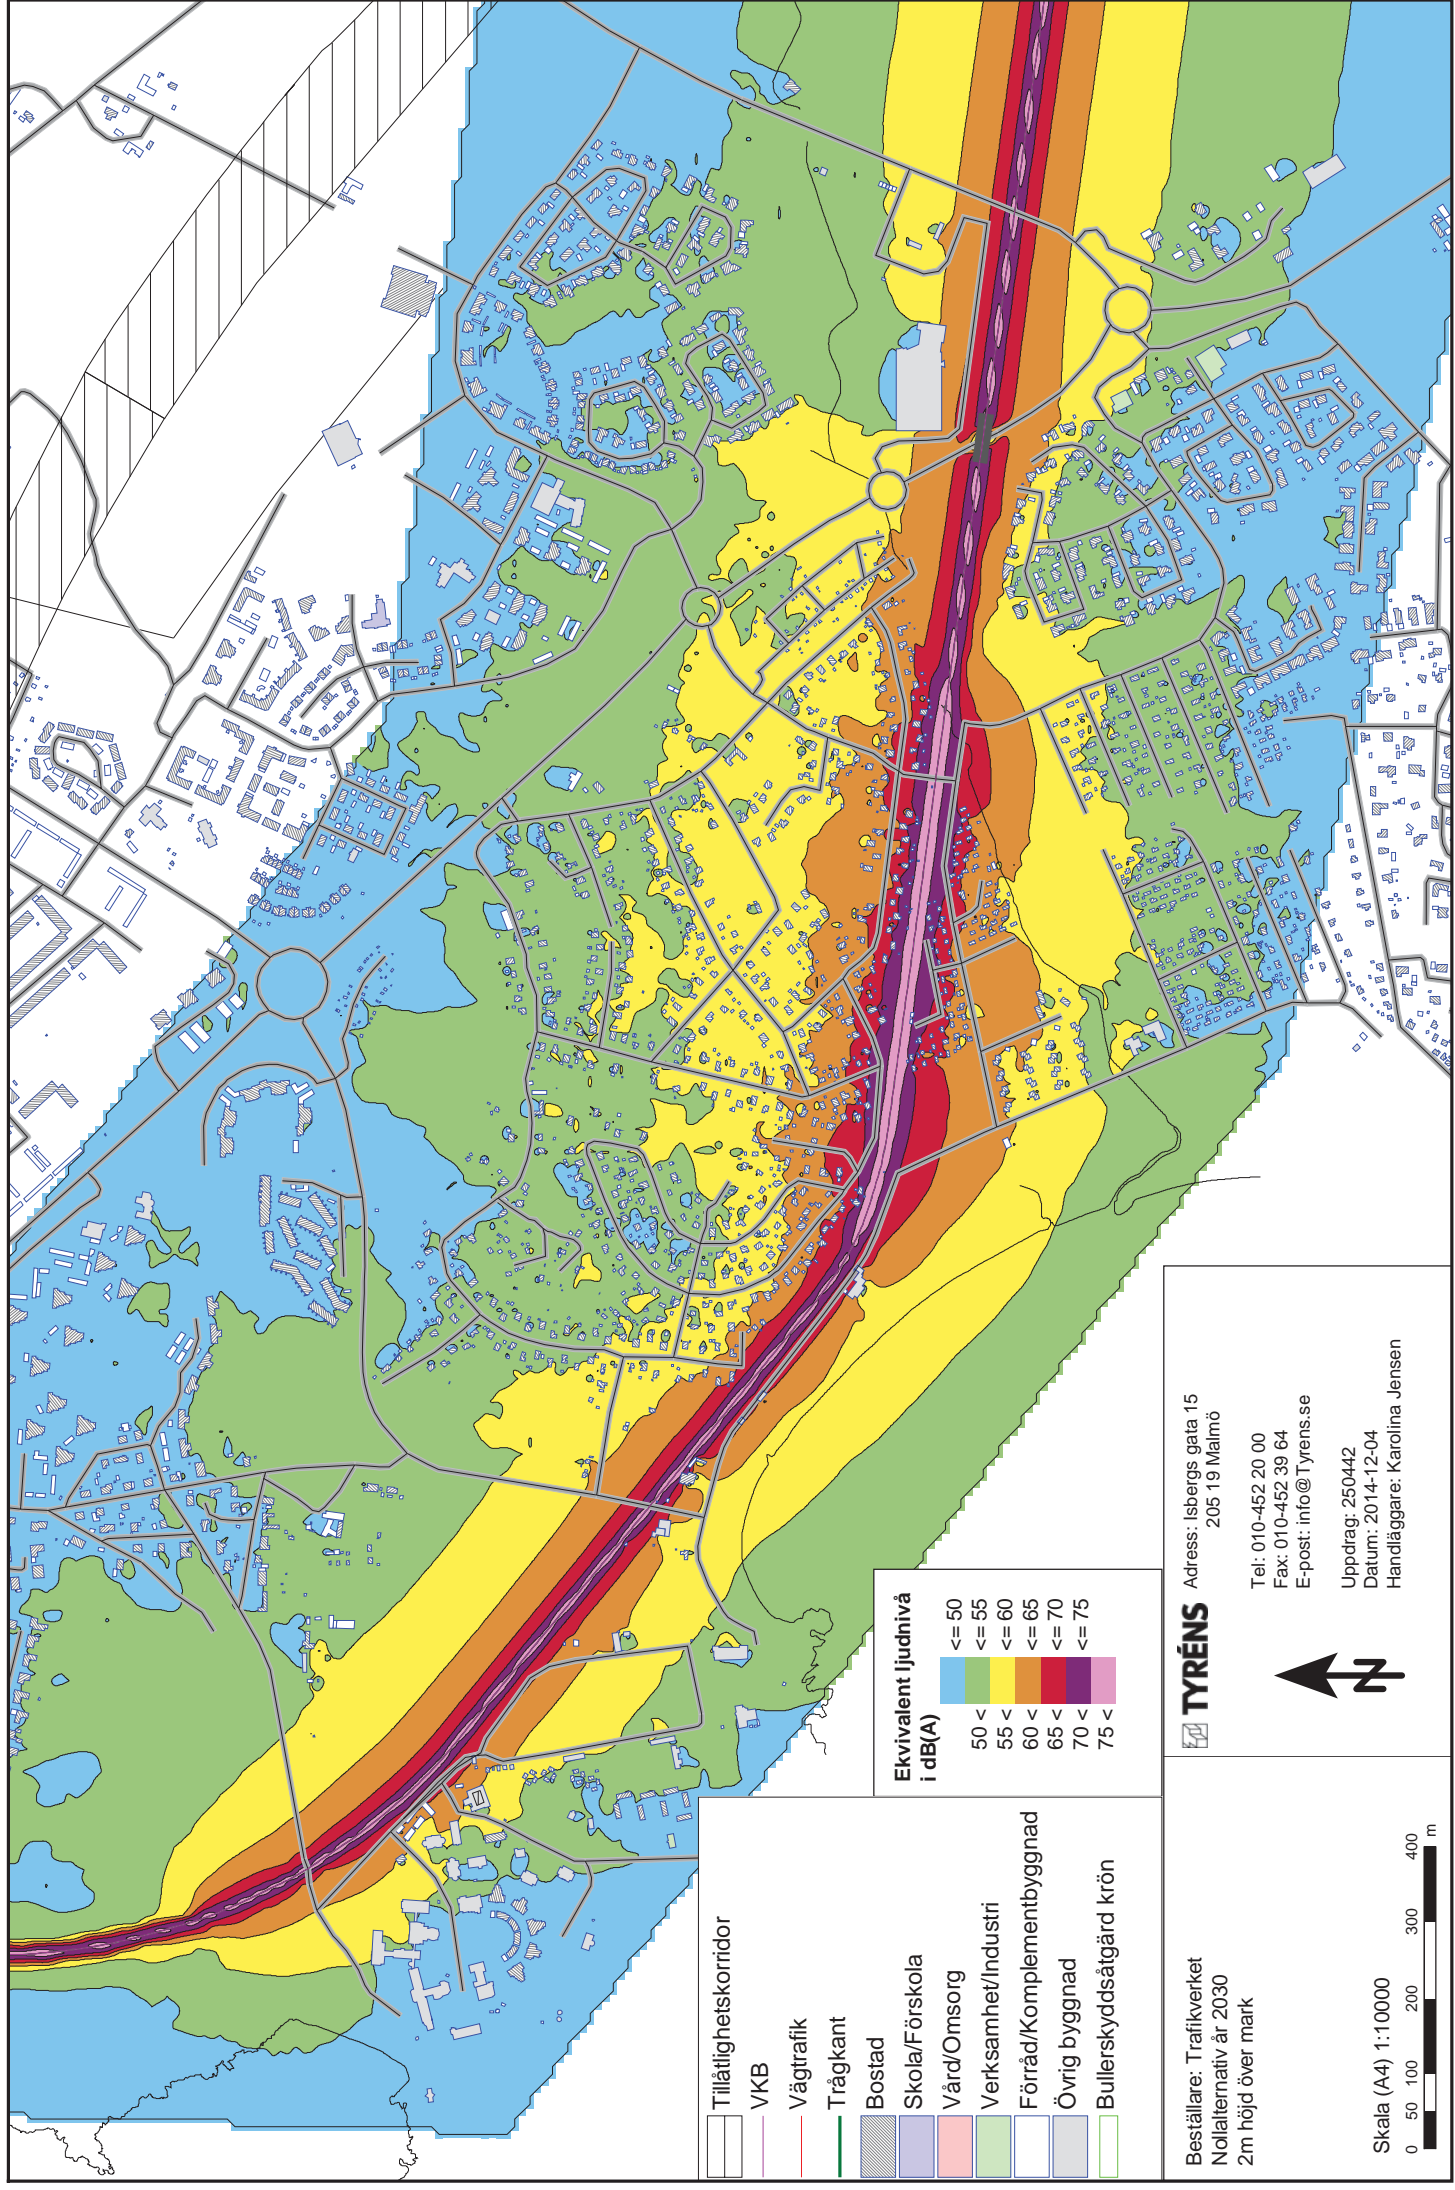 Ekvivalent ljudnivå
i dB(A)
<= 50
50 < <= 55
55 < <= 60
60 < <= 65
65 < <= 70
70 < <= 75
75 <
Tillåtlighetskorridor
VKB
Vägtrafik
Trågkant
Bostad
Skola/Förskola
Vård/Omsorg
Verksamhet/Industri
Förråd/Komplementbyggnad
Övrig byggnad
Bullerskyddsåtgärd krön
Beställare: Trafikverket
Nollalternativ år 2030
2m höjd över mark
Skala (A4) 1:10000
0 50 100 200 300 400
m
TYRÉNS
Adress: Isbergs gata 15
205 19 Malmö
Tel: 010-452 20 00
Fax: 010-452 39 64
E-post: info@Tyrens.se
Uppdrag: 250442
Datum: 2014-12-04
Handläggare: Karolina Jensen
N